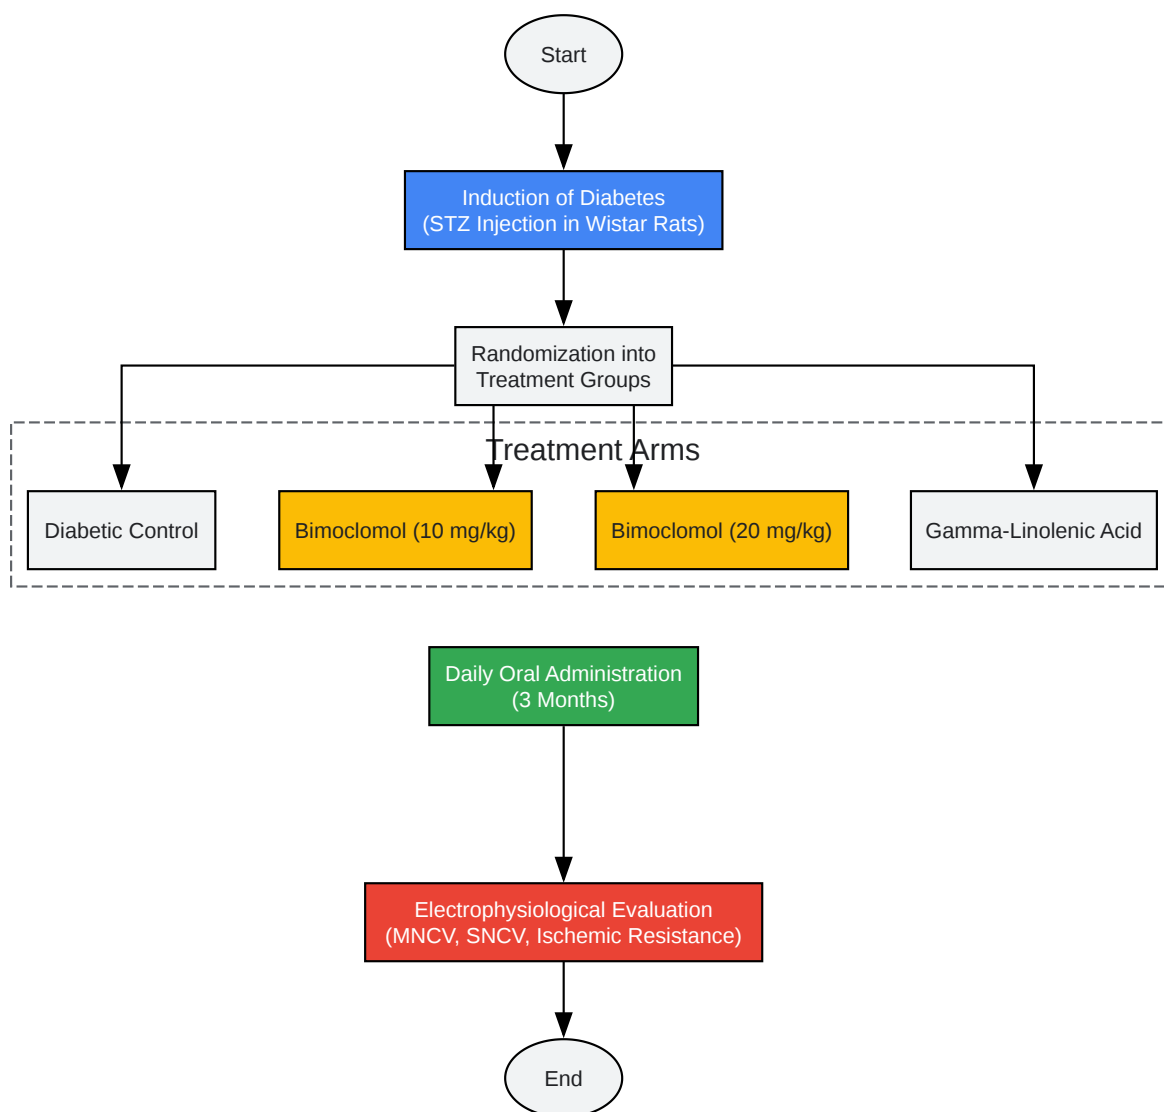 Start
Induction of Diabetes
(STZ Injection in Wistar Rats)
Randomization into
Treatment Groups
Treatment Arms
Diabetic Control
Bimoclomol (10 mg/kg)
Bimoclomol (20 mg/kg)
Gamma-Linolenic Acid
Daily Oral Administration
(3 Months)
Electrophysiological Evaluation
(MNCV, SNCV, Ischemic Resistance)
End